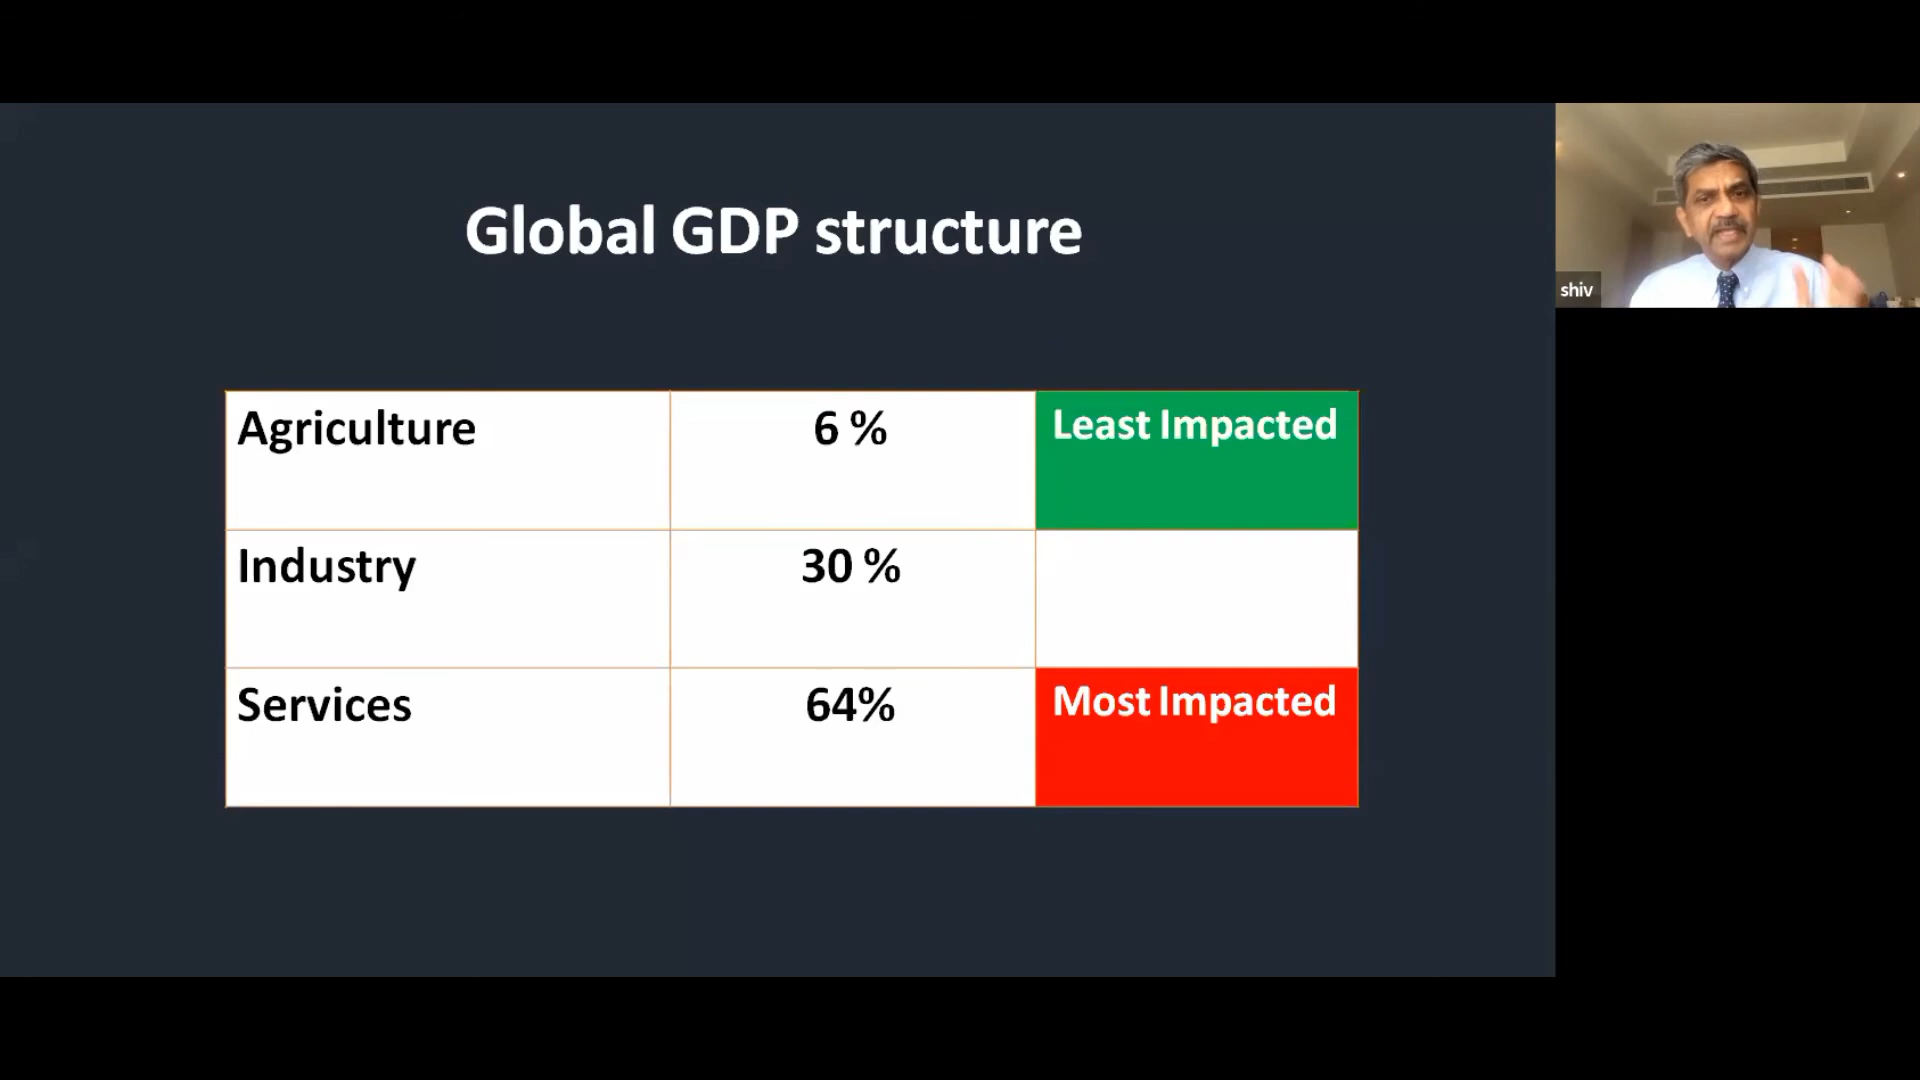 Global GDP structure
Agriculture 6 % Least Impacted
Industry 30 %
Services 64% Most Impacted
shiv